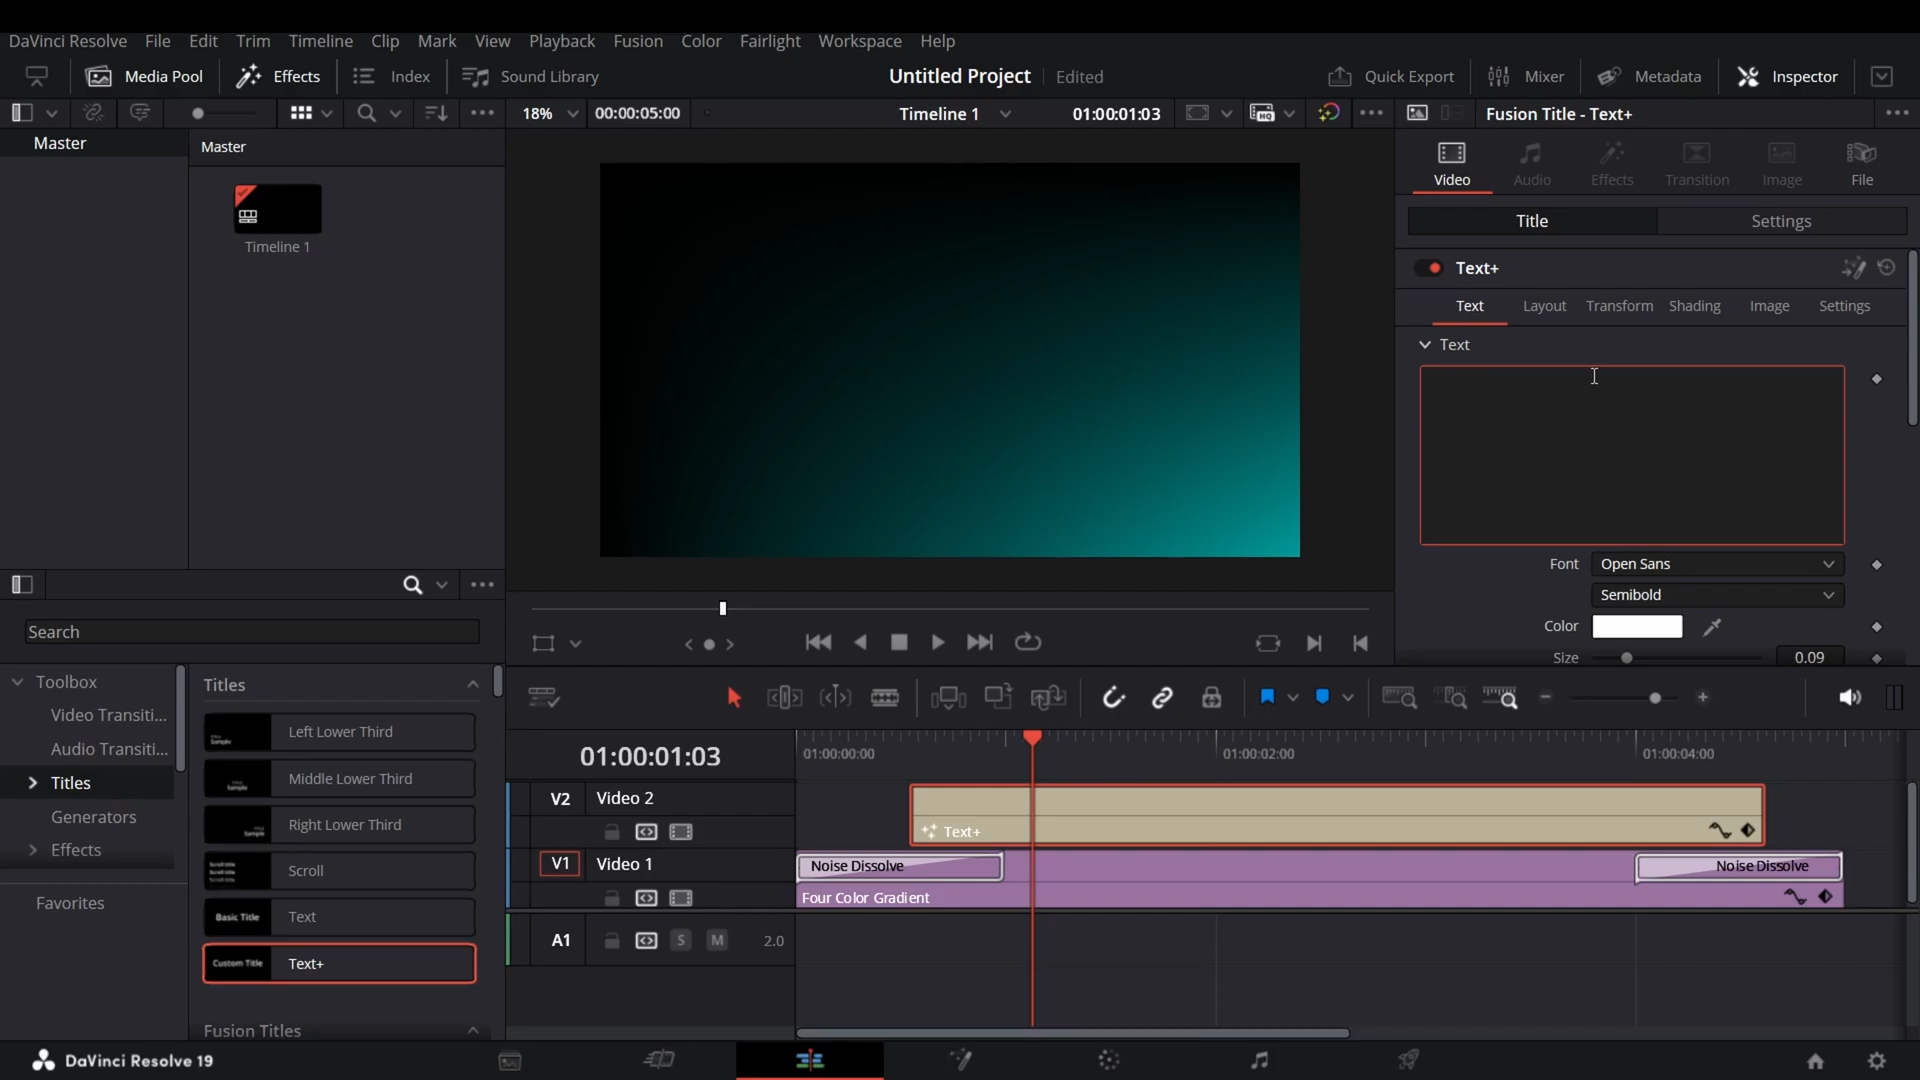 DaVinci Resolve File Edit Trim Timeline Clip Mark View Playback Fusion Color Fairlight Workspace Help
Media Pool Effects Index Sound Library Untitled Project Edited Quick Export Mixer Metadata Inspector
18% 00:00:05:00 Timeline 1 01:00:01:03 HQ Fusion Title - Text+
Master
Master
Timeline 1
Video Audio Effects Transition Image File
Title Settings
Text+
Text Layout Transform Shading Image Settings
Text
Font Open Sans
Semibold
Color
Size 0.09
Search
Toolbox
Video Transiti...
Audio Transiti...
Titles
Generators
Effects
Favorites
Titles
Left Lower Third
Middle Lower Third
Right Lower Third
Scroll
Basic Title Text
Custom Title Text+
Fusion Titles
01:00:01:03
01:00:00:00 01:00:02:00 01:00:04:00
V2 Video 2
Text+
V1 Video 1
Noise Dissolve Noise Dissolve
Four Color Gradient
A1 S M 2.0
DaVinci Resolve 19